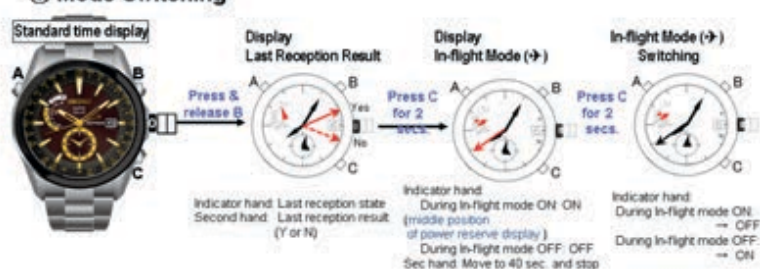 Mode Switching
Standard time display
A
B
C
Press &
release B
Display
Last Reception Result
A
B
Yes
No
C
Indicator hand: Last reception state
Second hand: Last reception result
(Y or N)
Press C
for 2
secs.
Display
In-flight Mode (✈)
A
B
C
Indicator hand:
During In-flight mode ON: ON
(middle position
of power reserve display )
During In-flight mode OFF: OFF
Sec hand: Move to 40 sec. and stop
Press C
for 2
secs.
In-flight Mode (✈)
Switching
A
B
C
Indicator hand:
During In-flight mode ON:
→ OFF
During In-flight mode OFF:
→ ON